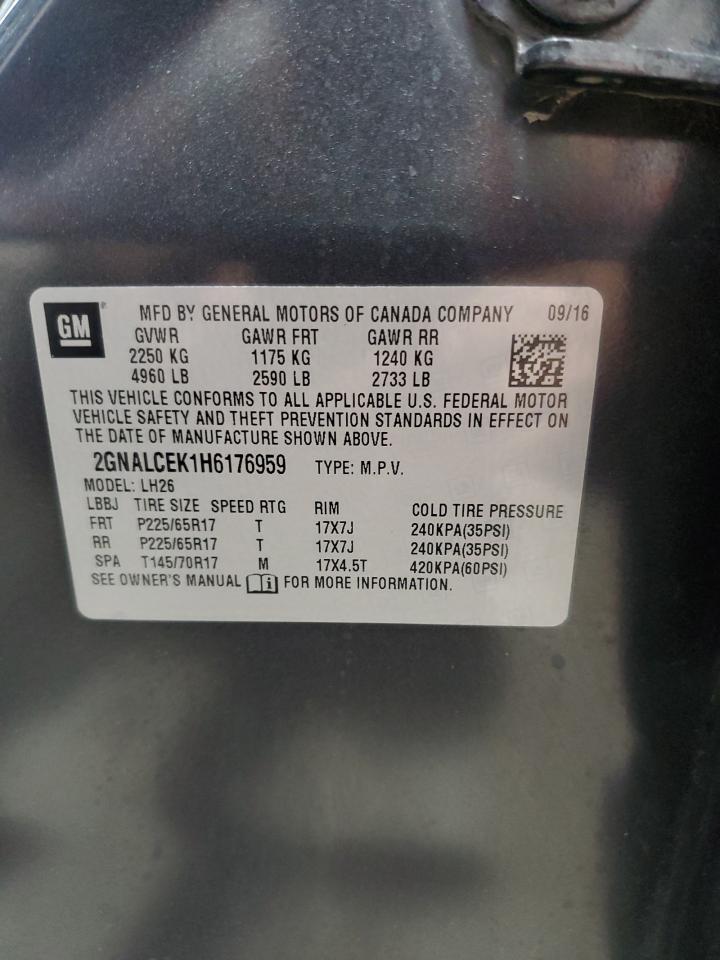 GM ® MFD BY GENERAL MOTORS OF CANADA COMPANY 09/16
GVWR GAWR FRT GAWR RR
2250 KG 1175 KG 1240 KG
4960 LB 2590 LB 2733 LB
THIS VEHICLE CONFORMS TO ALL APPLICABLE U.S. FEDERAL MOTOR
VEHICLE SAFETY AND THEFT PREVENTION STANDARDS IN EFFECT ON
THE DATE OF MANUFACTURE SHOWN ABOVE.
2GNALCEK1H6176959 TYPE: M.P.V.
MODEL: LH26
LBBJ TIRE SIZE SPEED RTG RIM COLD TIRE PRESSURE
FRT P225/65R17 T 17X7J 240KPA(35PSI)
RR P225/65R17 T 17X7J 240KPA(35PSI)
SPA T145/70R17 M 17X4.5T 420KPA(60PSI)
SEE OWNER'S MANUAL i FOR MORE INFORMATION.